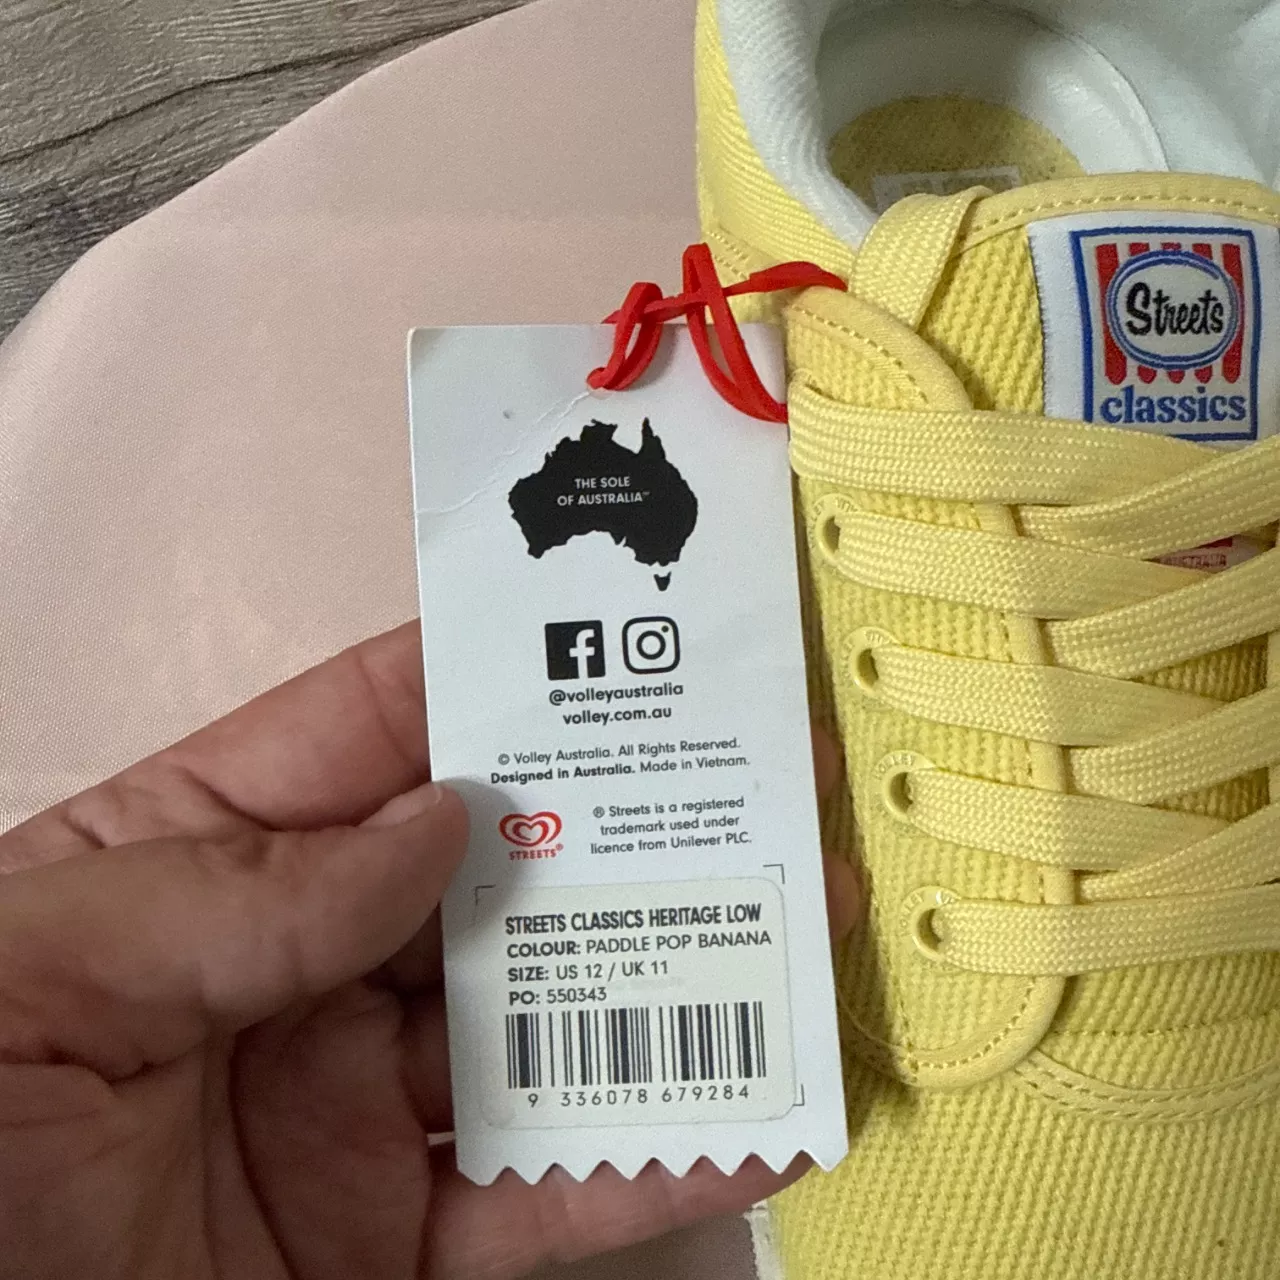 THE SOLE
OF AUSTRALIA™
@volleyaustralia
volley.com.au
© Volley Australia. All Rights Reserved.
Designed in Australia. Made in Vietnam.
STREETS®
® Streets is a registered
trademark used under
licence from Unilever PLC.
STREETS CLASSICS HERITAGE LOW
COLOUR: PADDLE POP BANANA
SIZE: US 12 / UK 11
PO: 550343
9 336078 679284
Streets
classics
VOLLEY